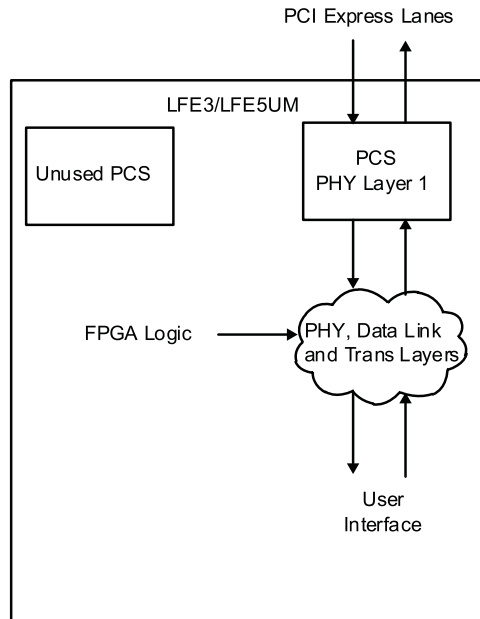 PCI Express Lanes
LFE3/LFE5UM
Unused PCS
PCS
PHY Layer 1
FPGA Logic
PHY, Data Link
and Trans Layers
User
Interface